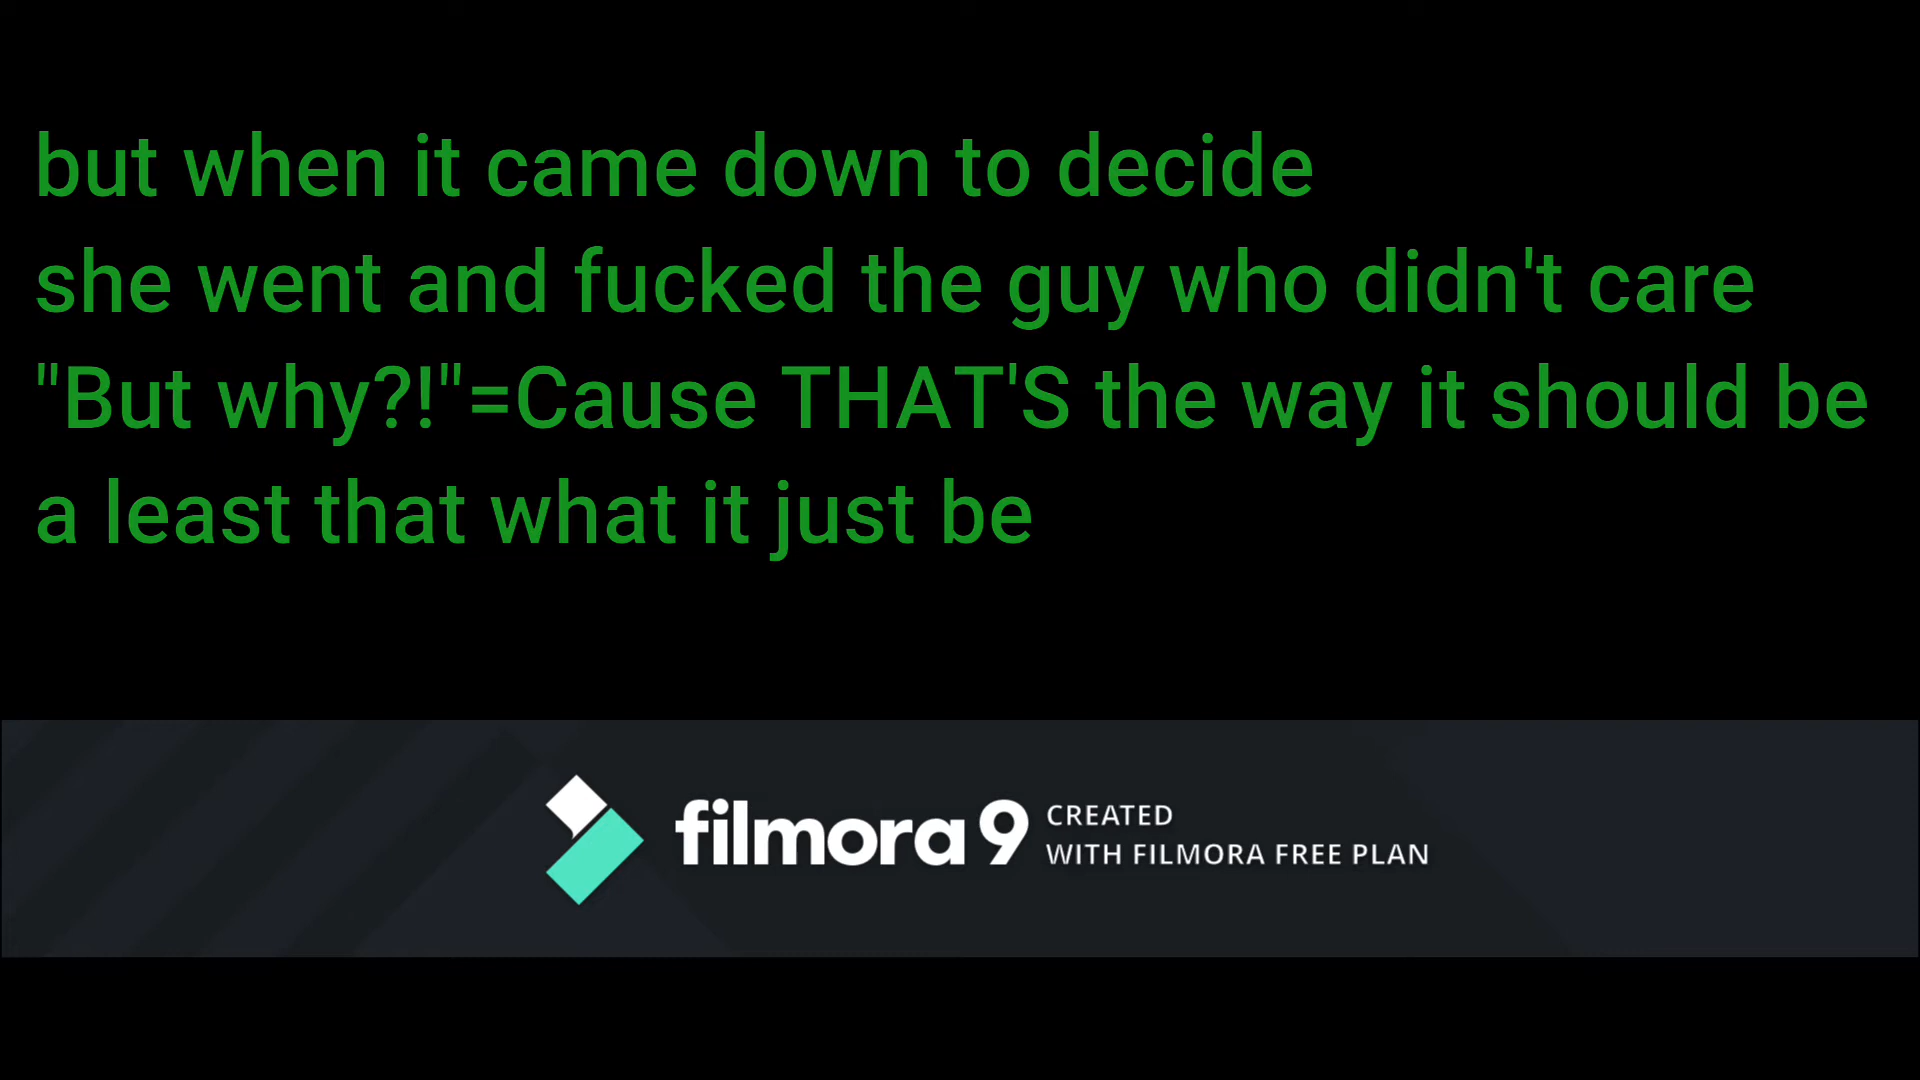 but when it came down to decide
she went and fucked the guy who didn't care
"But why?!"=Cause THAT'S the way it should be
a least that what it just be
filmora 9
CREATED
WITH FILMORA FREE PLAN